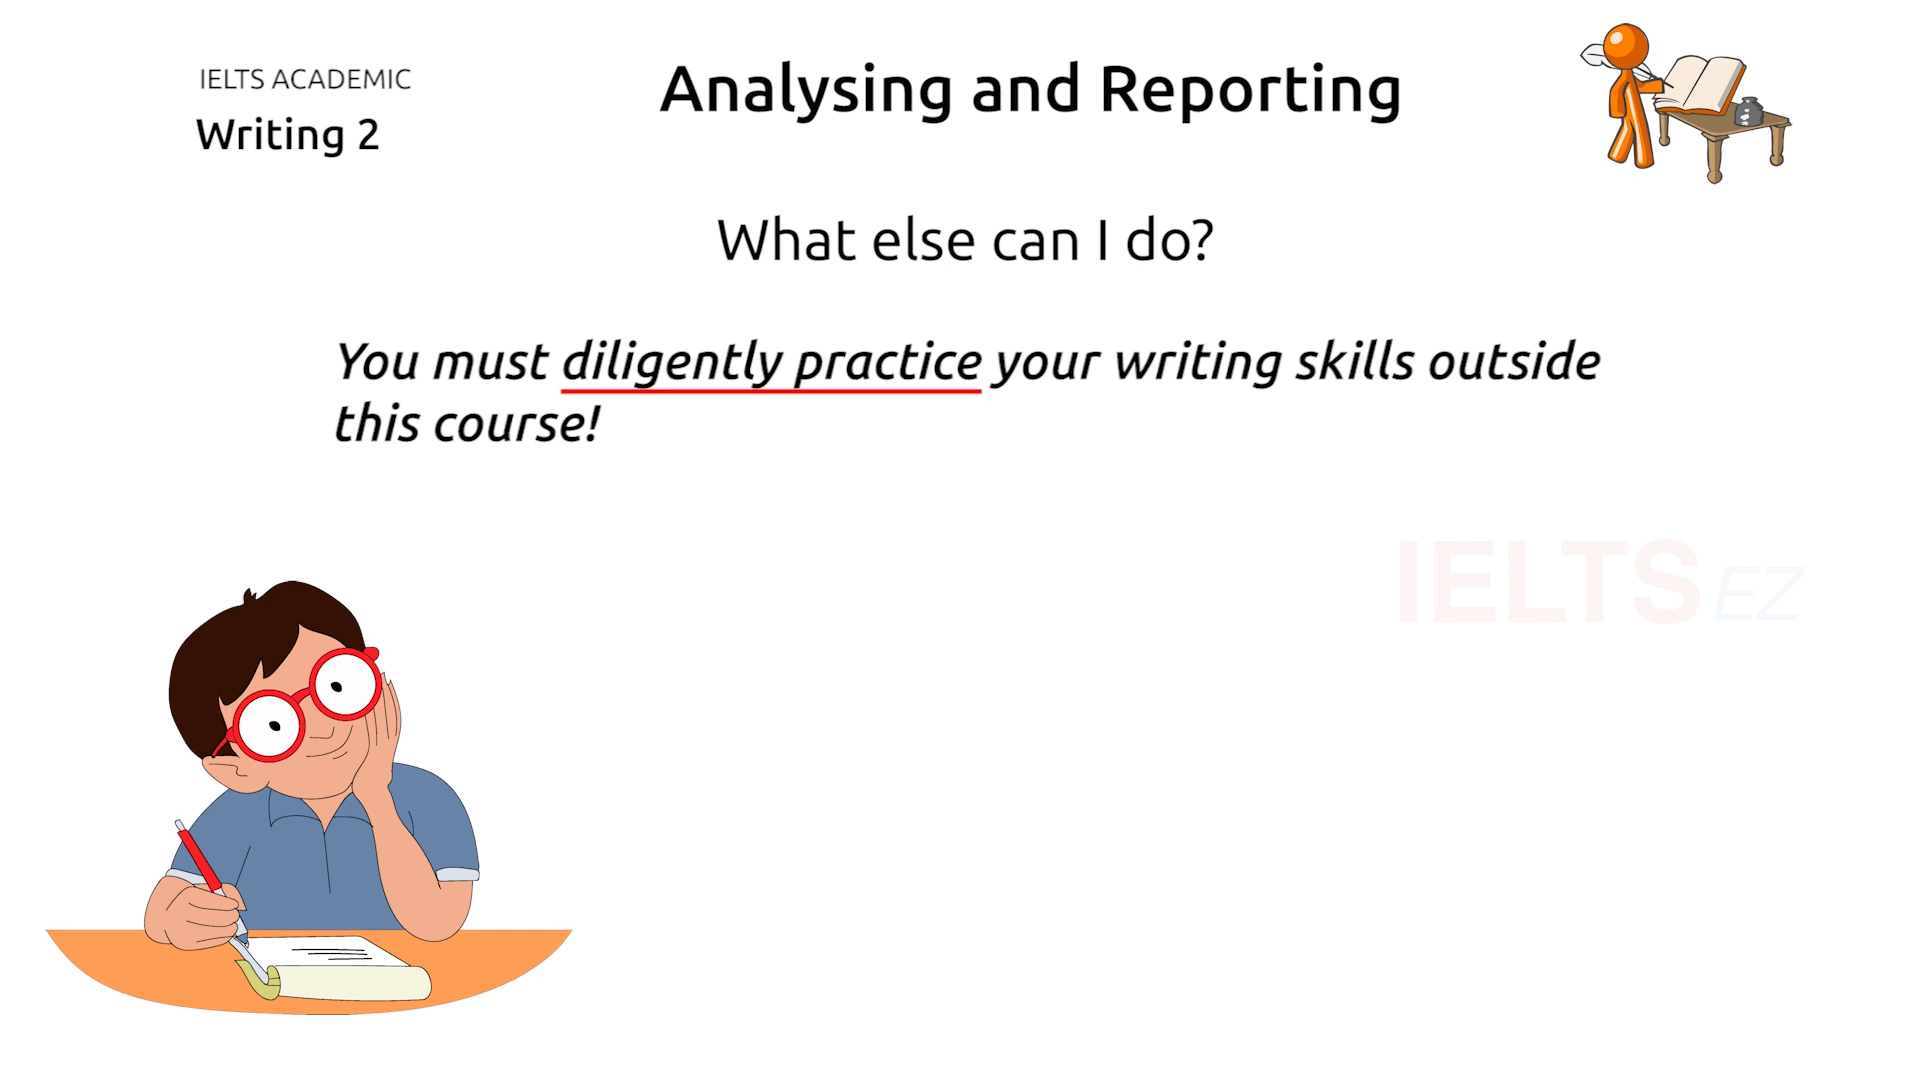 IELTS ACADEMIC
Writing 2
Analysing and Reporting
What else can I do?
You must diligently practice your writing skills outside
this course!
IELTS EZ